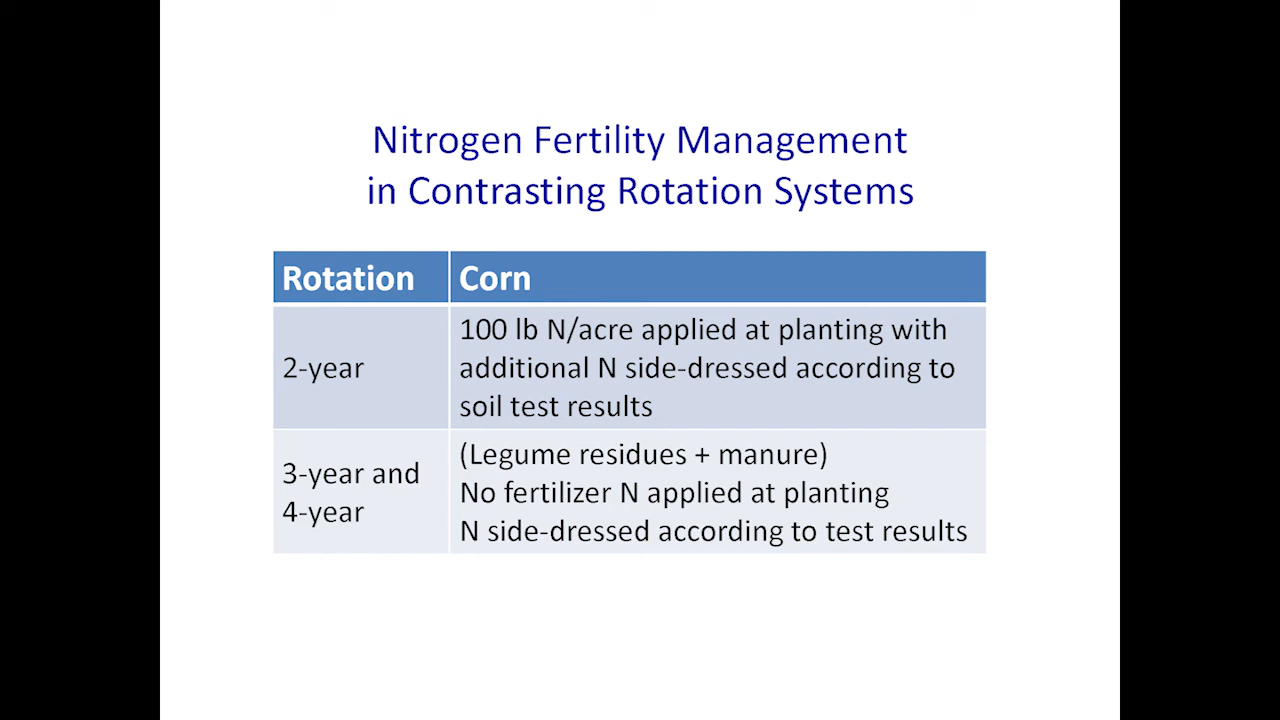 Nitrogen Fertility Management
in Contrasting Rotation Systems
Rotation
Corn
2-year
100 lb N/acre applied at planting with
additional N side-dressed according to
soil test results
3-year and
4-year
(Legume residues + manure)
No fertilizer N applied at planting
N side-dressed according to test results